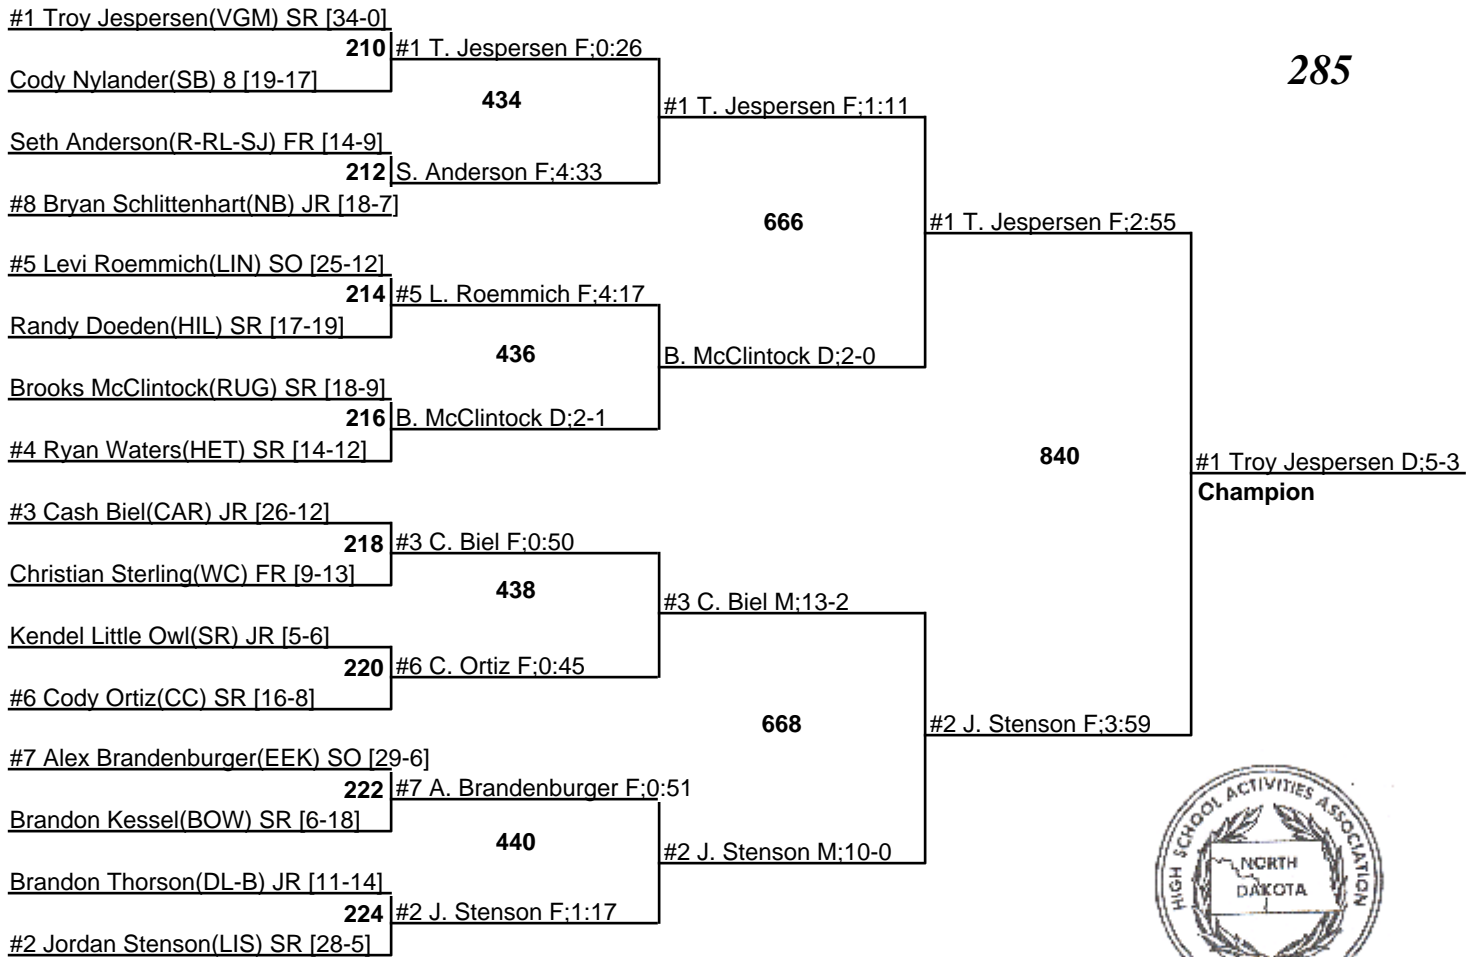 #1 Troy Jespersen(VGM) SR [34-0]
210 #1 T. Jespersen F;0:26
285
Cody Nylander(SB) 8 [19-17]
434
#1 T. Jespersen F;1:11
Seth Anderson(R-RL-SJ) FR [14-9]
212 S. Anderson F;4:33
#8 Bryan Schlittenhart(NB) JR [18-7]
666
#1 T. Jespersen F;2:55
#5 Levi Roemmich(LIN) SO [25-12]
214 #5 L. Roemmich F;4:17
Randy Doeden(HIL) SR [17-19]
436
B. McClintock D;2-0
Brooks McClintock(RUG) SR [18-9]
216 B. McClintock D;2-1
#4 Ryan Waters(HET) SR [14-12]
840
#1 Troy Jespersen D;5-3
Champion
#3 Cash Biel(CAR) JR [26-12]
218 #3 C. Biel F;0:50
Christian Sterling(WC) FR [9-13]
438
#3 C. Biel M;13-2
Kendel Little Owl(SR) JR [5-6]
220 #6 C. Ortiz F;0:45
#6 Cody Ortiz(CC) SR [16-8]
668
#2 J. Stenson F;3:59
#7 Alex Brandenburger(EEK) SO [29-6]
222 #7 A. Brandenburger F;0:51
Brandon Kessel(BOW) SR [6-18]
440
#2 J. Stenson M;10-0
Brandon Thorson(DL-B) JR [11-14]
224 #2 J. Stenson F;1:17
#2 Jordan Stenson(LIS) SR [28-5]
HIGH SCHOOL ACTIVITIES ASSOCIATION
NORTH
DAKOTA